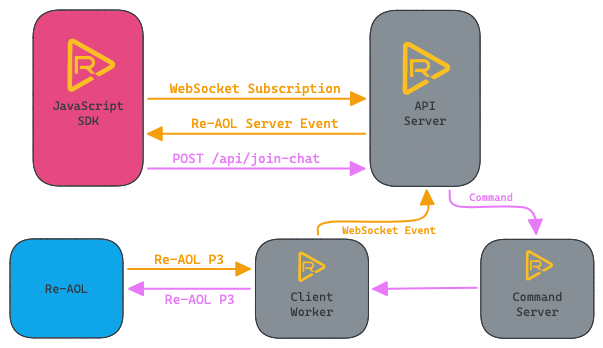 JavaScript
SDK
API
Server
WebSocket Subscription
Re-AOL Server Event
POST /api/join-chat
Command
WebSocket Event
Re-AOL P3
Re-AOL P3
Re-AOL
Client
Worker
Command
Server